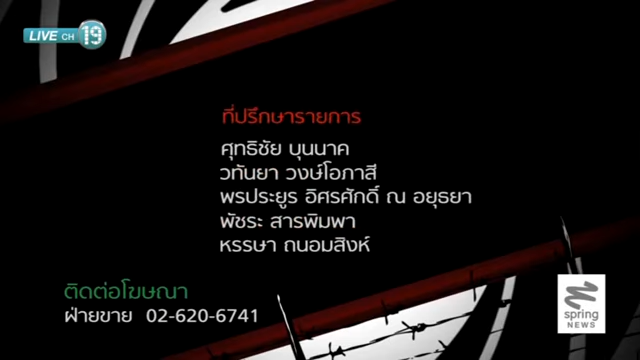 LIVE CH 19
ที่ปรึกษารายการ
ศุทธิชัย บุนนาค
วทันยา วงษ์โอภาสี
พรประยูร อิศรศักดิ์ ณ อยุธยา
พัชระ สารพิมพา
หรรษา ถนอมสิงห์
ติดต่อโฆษณา
ฝ่ายขาย 02-620-6741
spring
NEWS